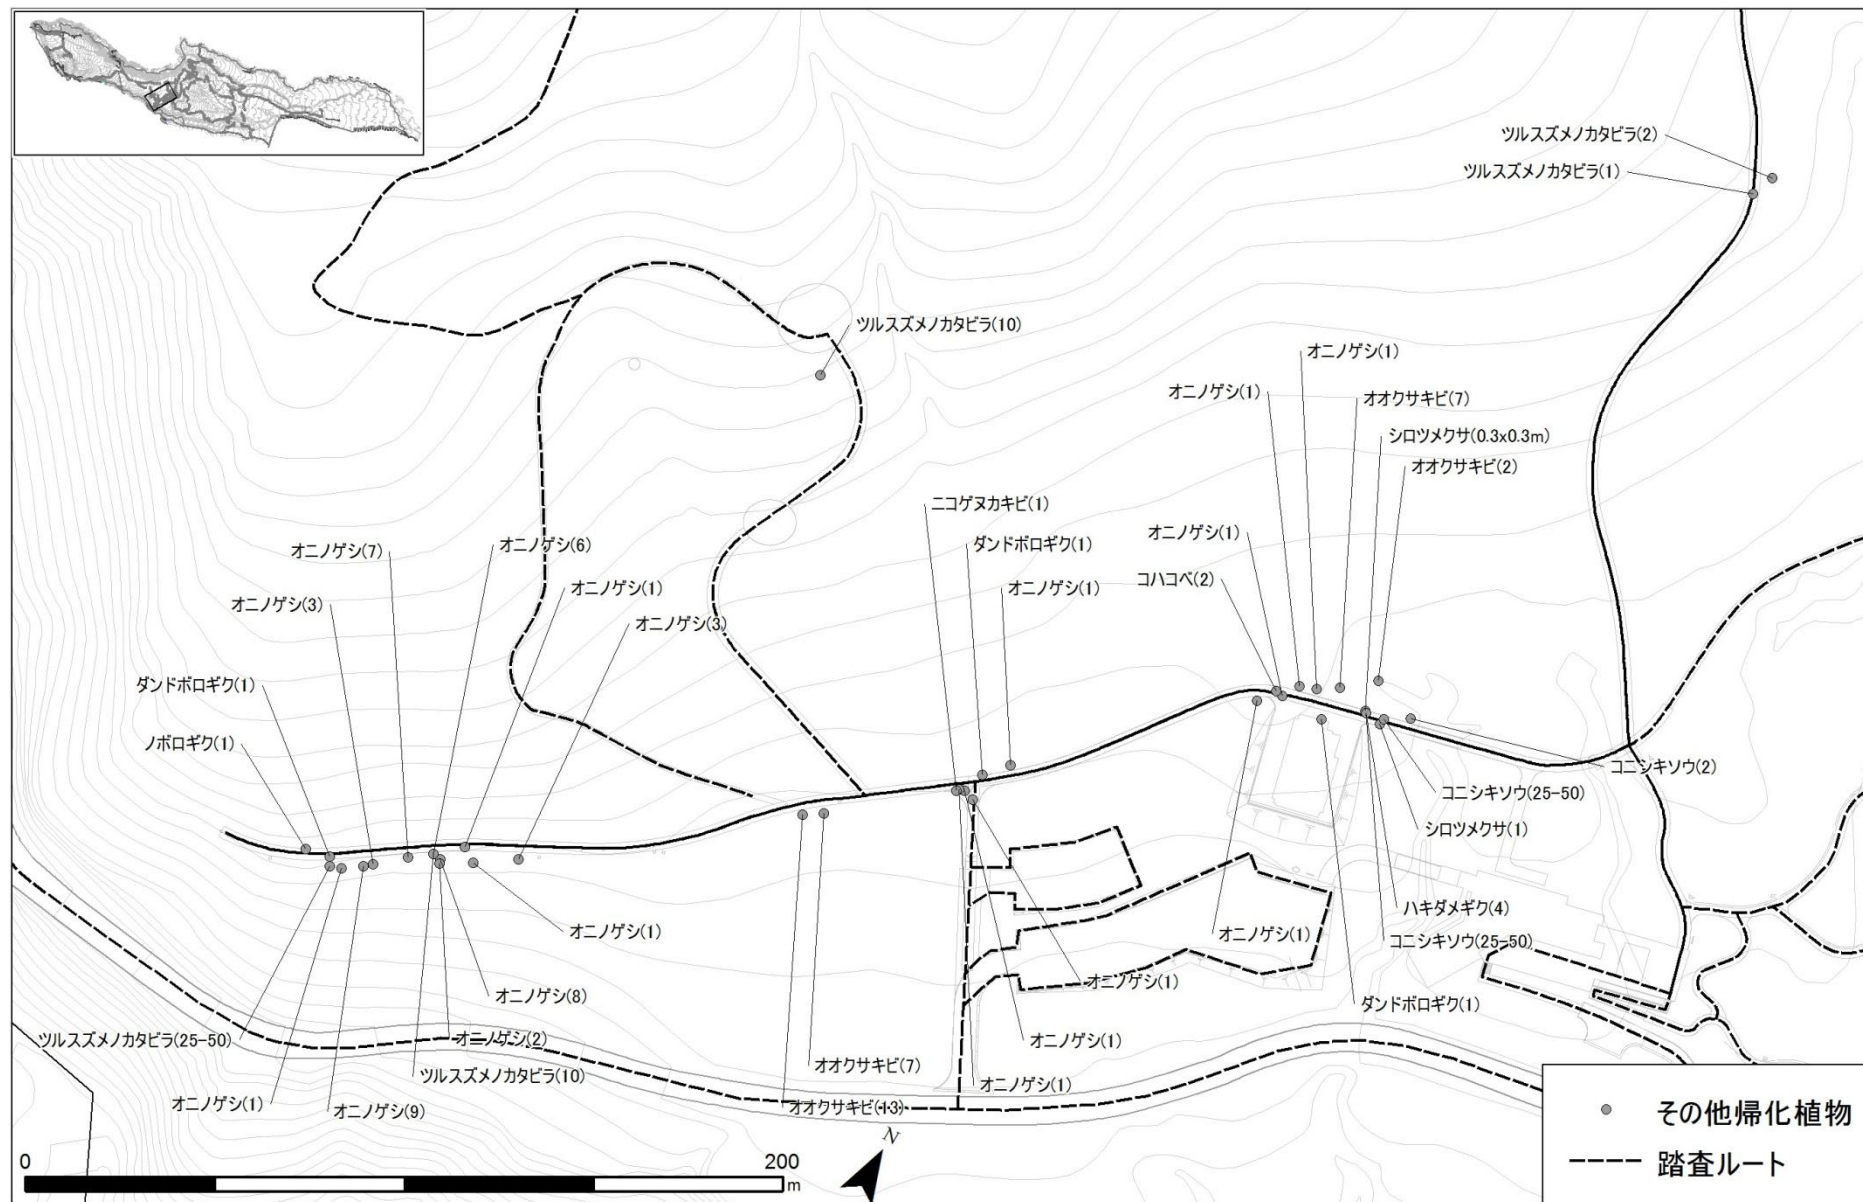 ツルスズメノカタビラ(2)
ツルスズメノカタビラ(1)
ツルスズメノカタビラ(10)
オニノゲシ(1)
オニノゲシ(1)
オオクサキビ(7)
シロツメクサ(0.3x0.3m)
オオクサキビ(2)
ニコゲヌカキビ(1)
オニノゲシ(1)
ダンドボロギク(1)
オニノゲシ(6)
オニノゲシ(7)
コハコベ(2)
オニノゲシ(1)
オニノゲシ(1)
オニノゲシ(3)
オニノゲシ(3)
ダンドボロギク(1)
ノボロギク(1)
コニシキソウ(2)
コニシキソウ(25-50)
シロツメクサ(1)
ハキダメギク(4)
オニノゲシ(1)
オニノゲシ(1)
コニシキソウ(25-50)
オニノゲシ(1)
オニノゲシ(8)
ダンドボロギク(1)
ツルスズメノカタビラ(25-50)
オニノゲシ(2)
オニノゲシ(1)
オオクサキビ(7)
ツルスズメノカタビラ(10)
オニノゲシ(1)
オニノゲシ(1)
オニノゲシ(9)
オオクサキビ(13)
N
0
200
m
その他帰化植物
踏査ルート